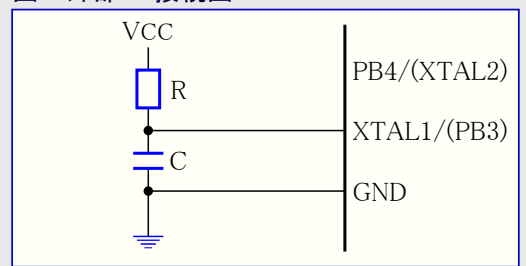 VCC
R
C
PB4/(XTAL2)
XTAL1/(PB3)
GND